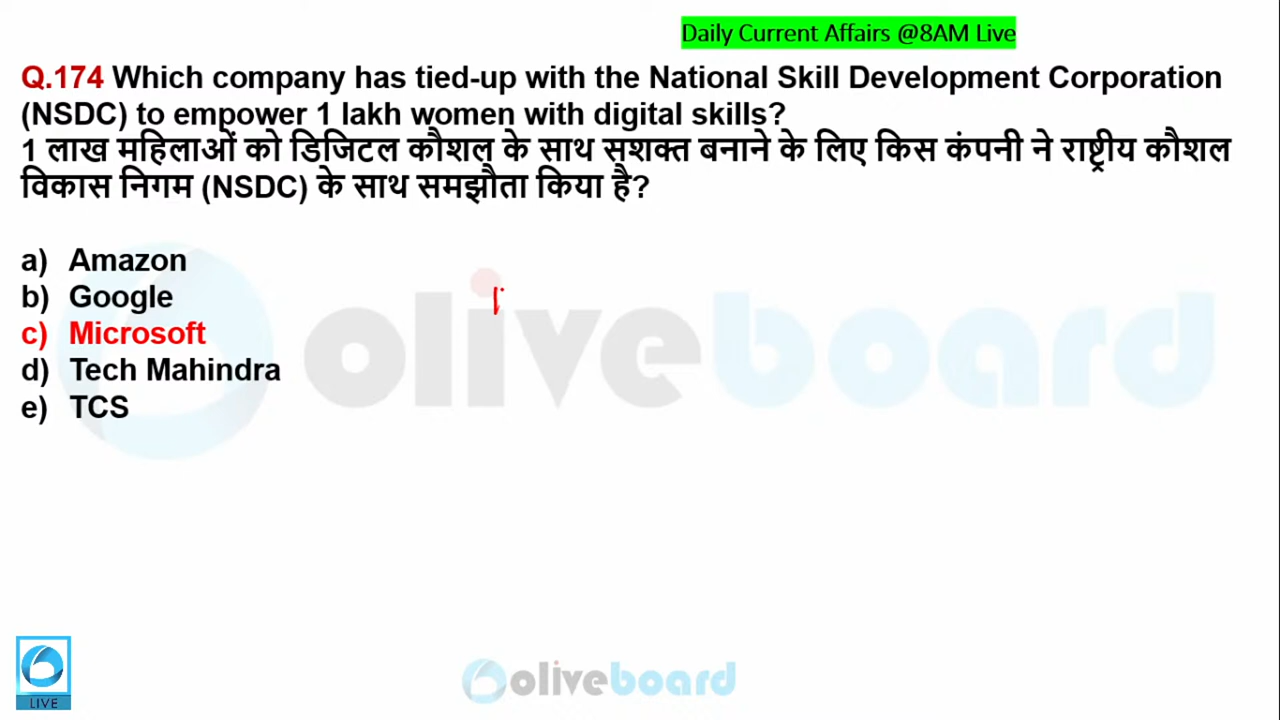 Daily Current Affairs @8AM Live
Q.174 Which company has tied-up with the National Skill Development Corporation
(NSDC) to empower 1 lakh women with digital skills?
1 लाख महिलाओं को डिजिटल कौशल के साथ सशक्त बनाने के लिए किस कंपनी ने राष्ट्रीय कौशल
विकास निगम (NSDC) के साथ समझौता किया है?
a) Amazon
b) Google
c) Microsoft
d) Tech Mahindra
e) TCS
oliveboard
LIVE
oliveboard